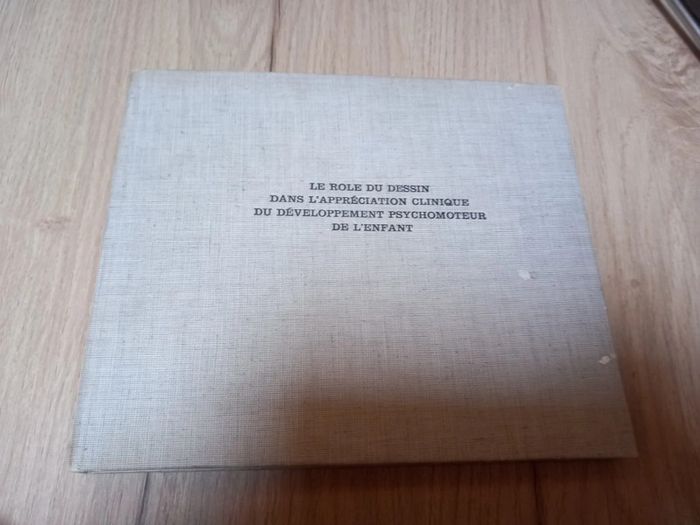 LE ROLE DU DESSIN
DANS L'APPRÉCIATION CLINIQUE
DU DÉVELOPPEMENT PSYCHOMOTEUR
DE L'ENFANT